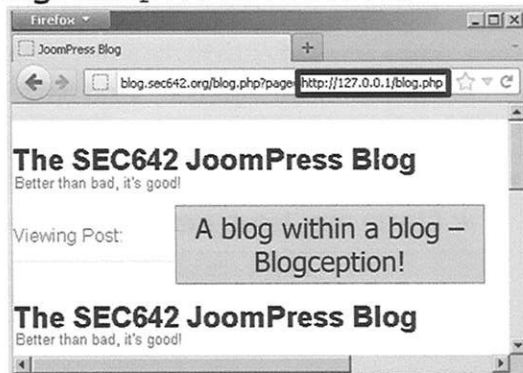 Firefox
JoomPress Blog
blog.sec642.org/blog.php?page=http://127.0.0.1/blog.php
The SEC642 JoomPress Blog
Better than bad, it's good!
Viewing Post:
A blog within a blog –
Blogception!
The SEC642 JoomPress Blog
Better than bad, it's good!